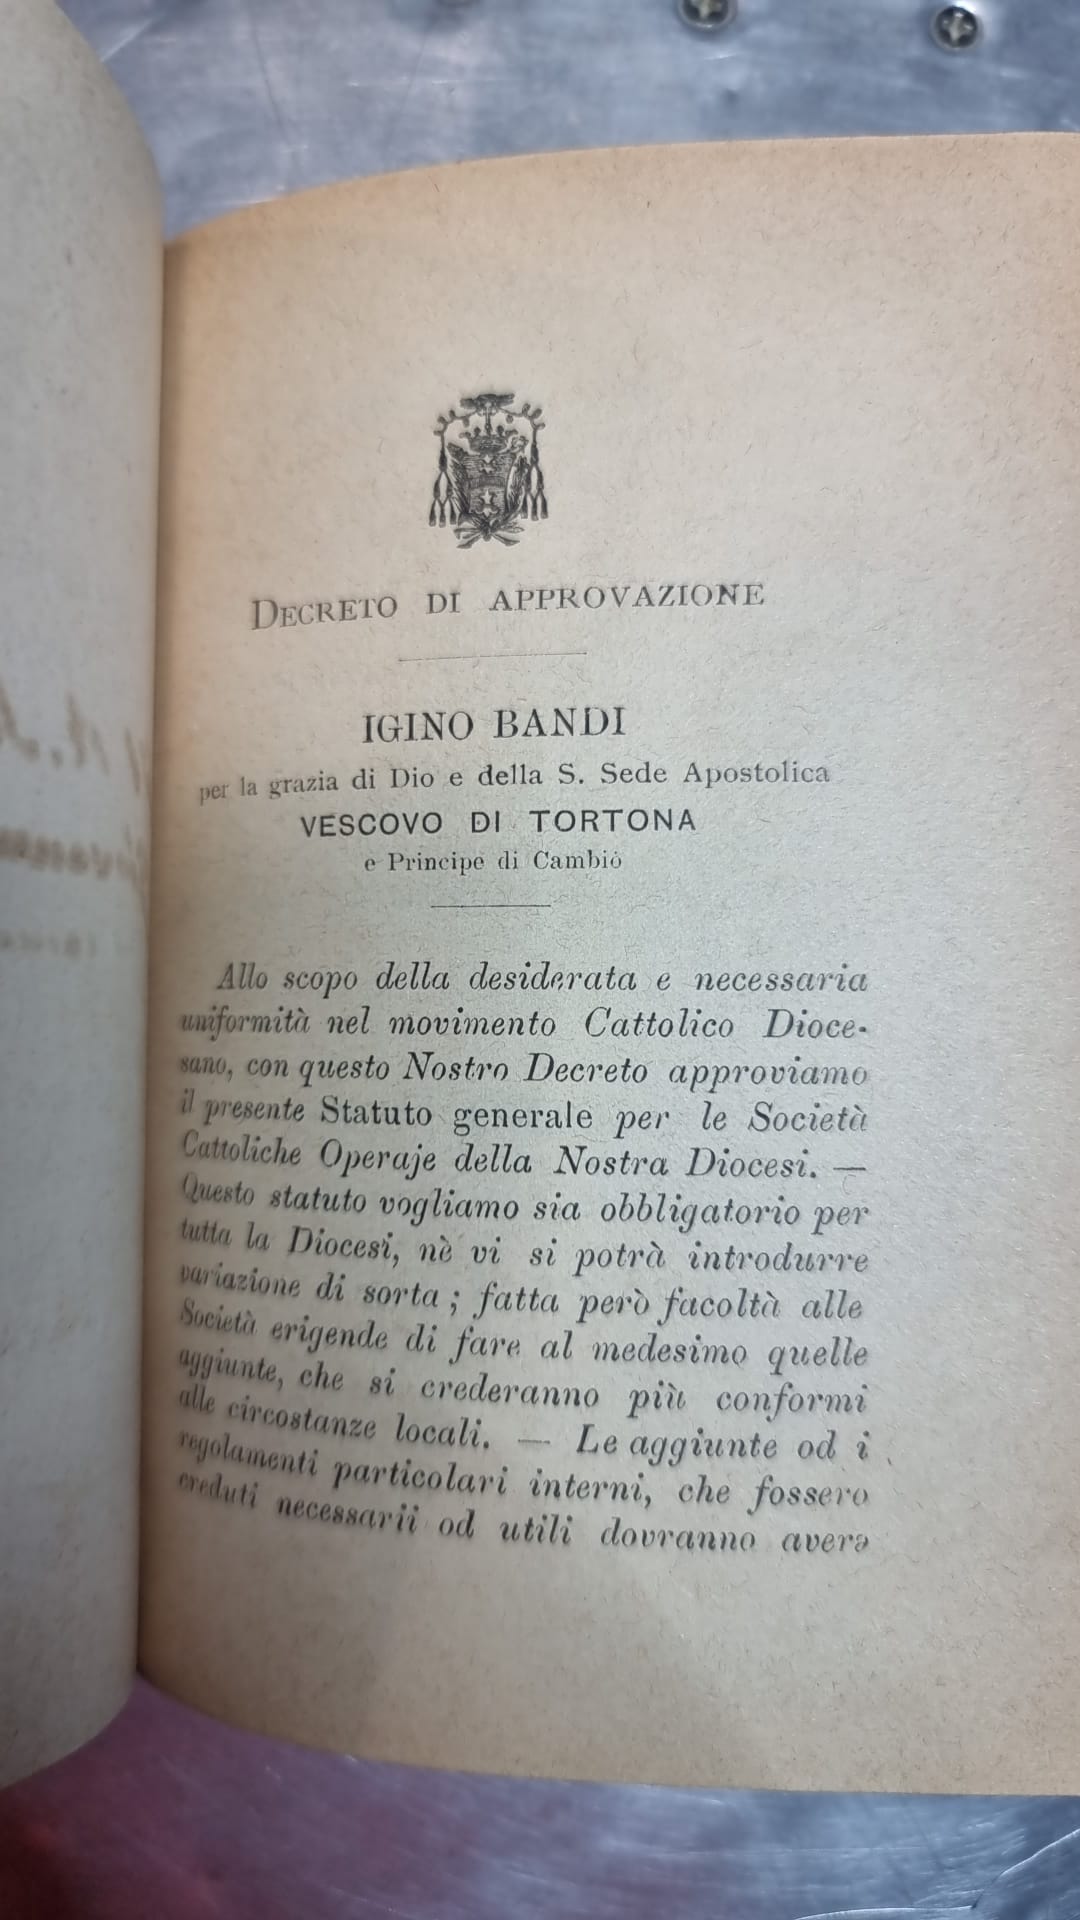 DECRETO DI APPROVAZIONE
IGINO BANDI
per la grazia di Dio e della S. Sede Apostolica
VESCOVO DI TORTONA
e Principe di Cambiò
Allo scopo della desiderata e necessaria
uniformità nel movimento Cattolico Dioce-
sano, con questo Nostro Decreto approviamo
il presente Statuto generale per le Società
Cattoliche Operaje della Nostra Diocesi. —
Questo statuto vogliamo sia obbligatorio per
tutta la Diocesi, nè vi si potrà introdurre
variazione di sorta; fatta però facoltà alle
Società erigende di fare al medesimo quelle
aggiunte, che si crederanno più conformi
alle circostanze locali. — Le aggiunte od i
regolamenti particolari interni, che fossero
creduti necessarii od utili dovranno avere